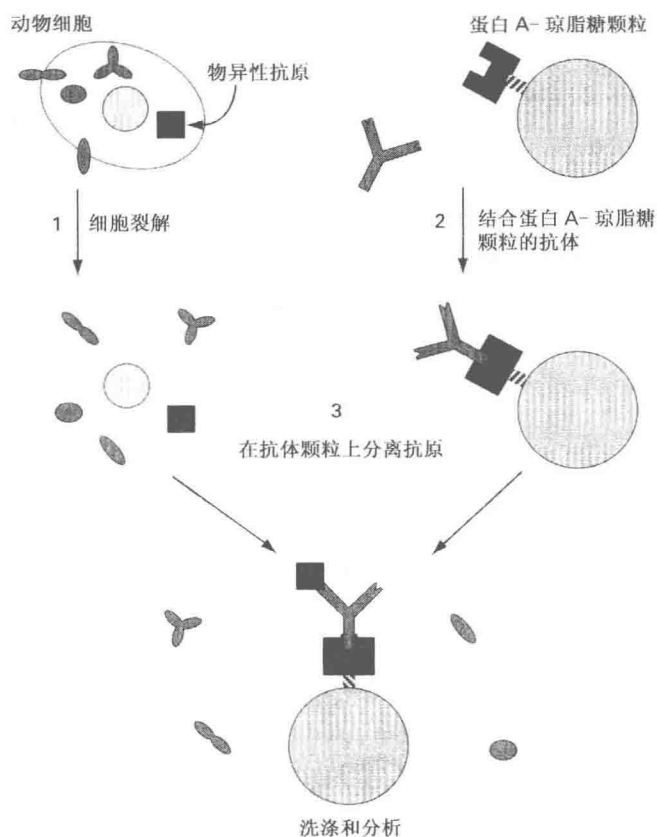 动物细胞
蛋白 A- 琼脂糖颗粒
物异性抗原
1 细胞裂解
2 结合蛋白 A- 琼脂糖
颗粒的抗体
3
在抗体颗粒上分离抗原
洗涤和分析